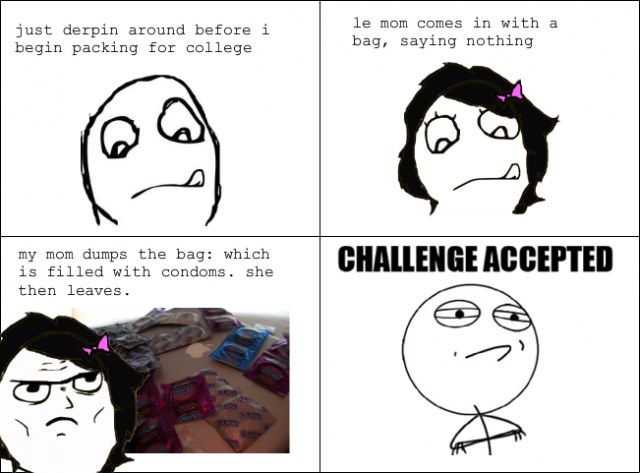 just derpin around before i
begin packing for college
le mom comes in with a
bag, saying nothing
my mom dumps the bag: which
is filled with condoms. she
then leaves.
CHALLENGE ACCEPTED